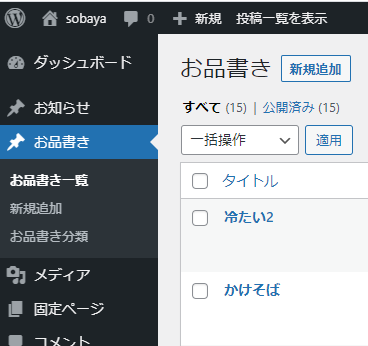 sobaya 0 新規 投稿一覧を表示
ダッシュボード
お知らせ
お品書き
お品書き一覧
新規追加
お品書き分類
メディア
固定ページ
コメント
お品書き 新規追加
すべて (15) | 公開済み (15)
一括操作 適用
タイトル
冷たい2
かけそば